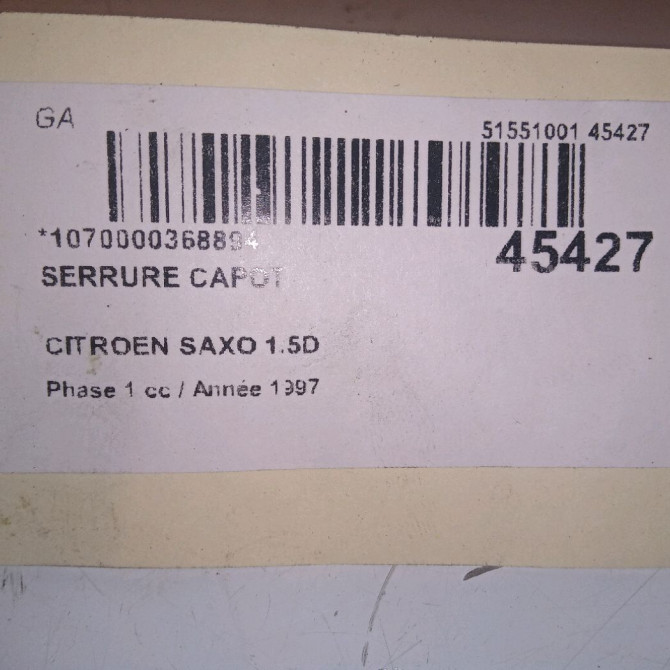 GA
51551001 45427
*1070000368894
45427
SERRURE CAPOT
CITROEN SAXO 1.5D
Phase 1 cc / Année 1997